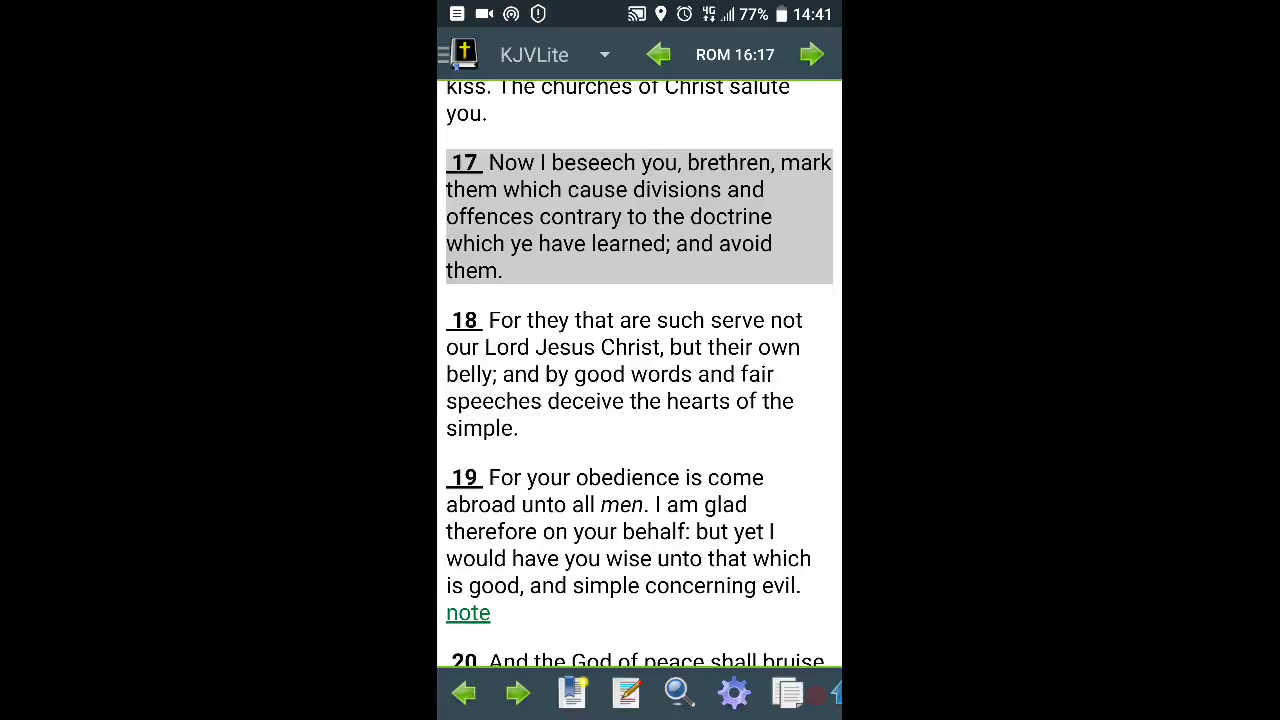 4G 77% 14:41
KJVLite ROM 16:17
kiss. The churches of Christ salute
you.
17 Now I beseech you, brethren, mark
them which cause divisions and
offences contrary to the doctrine
which ye have learned; and avoid
them.
18 For they that are such serve not
our Lord Jesus Christ, but their own
belly; and by good words and fair
speeches deceive the hearts of the
simple.
19 For your obedience is come
abroad unto all men. I am glad
therefore on your behalf: but yet I
would have you wise unto that which
is good, and simple concerning evil.
note
20 And the God of peace shall bruise